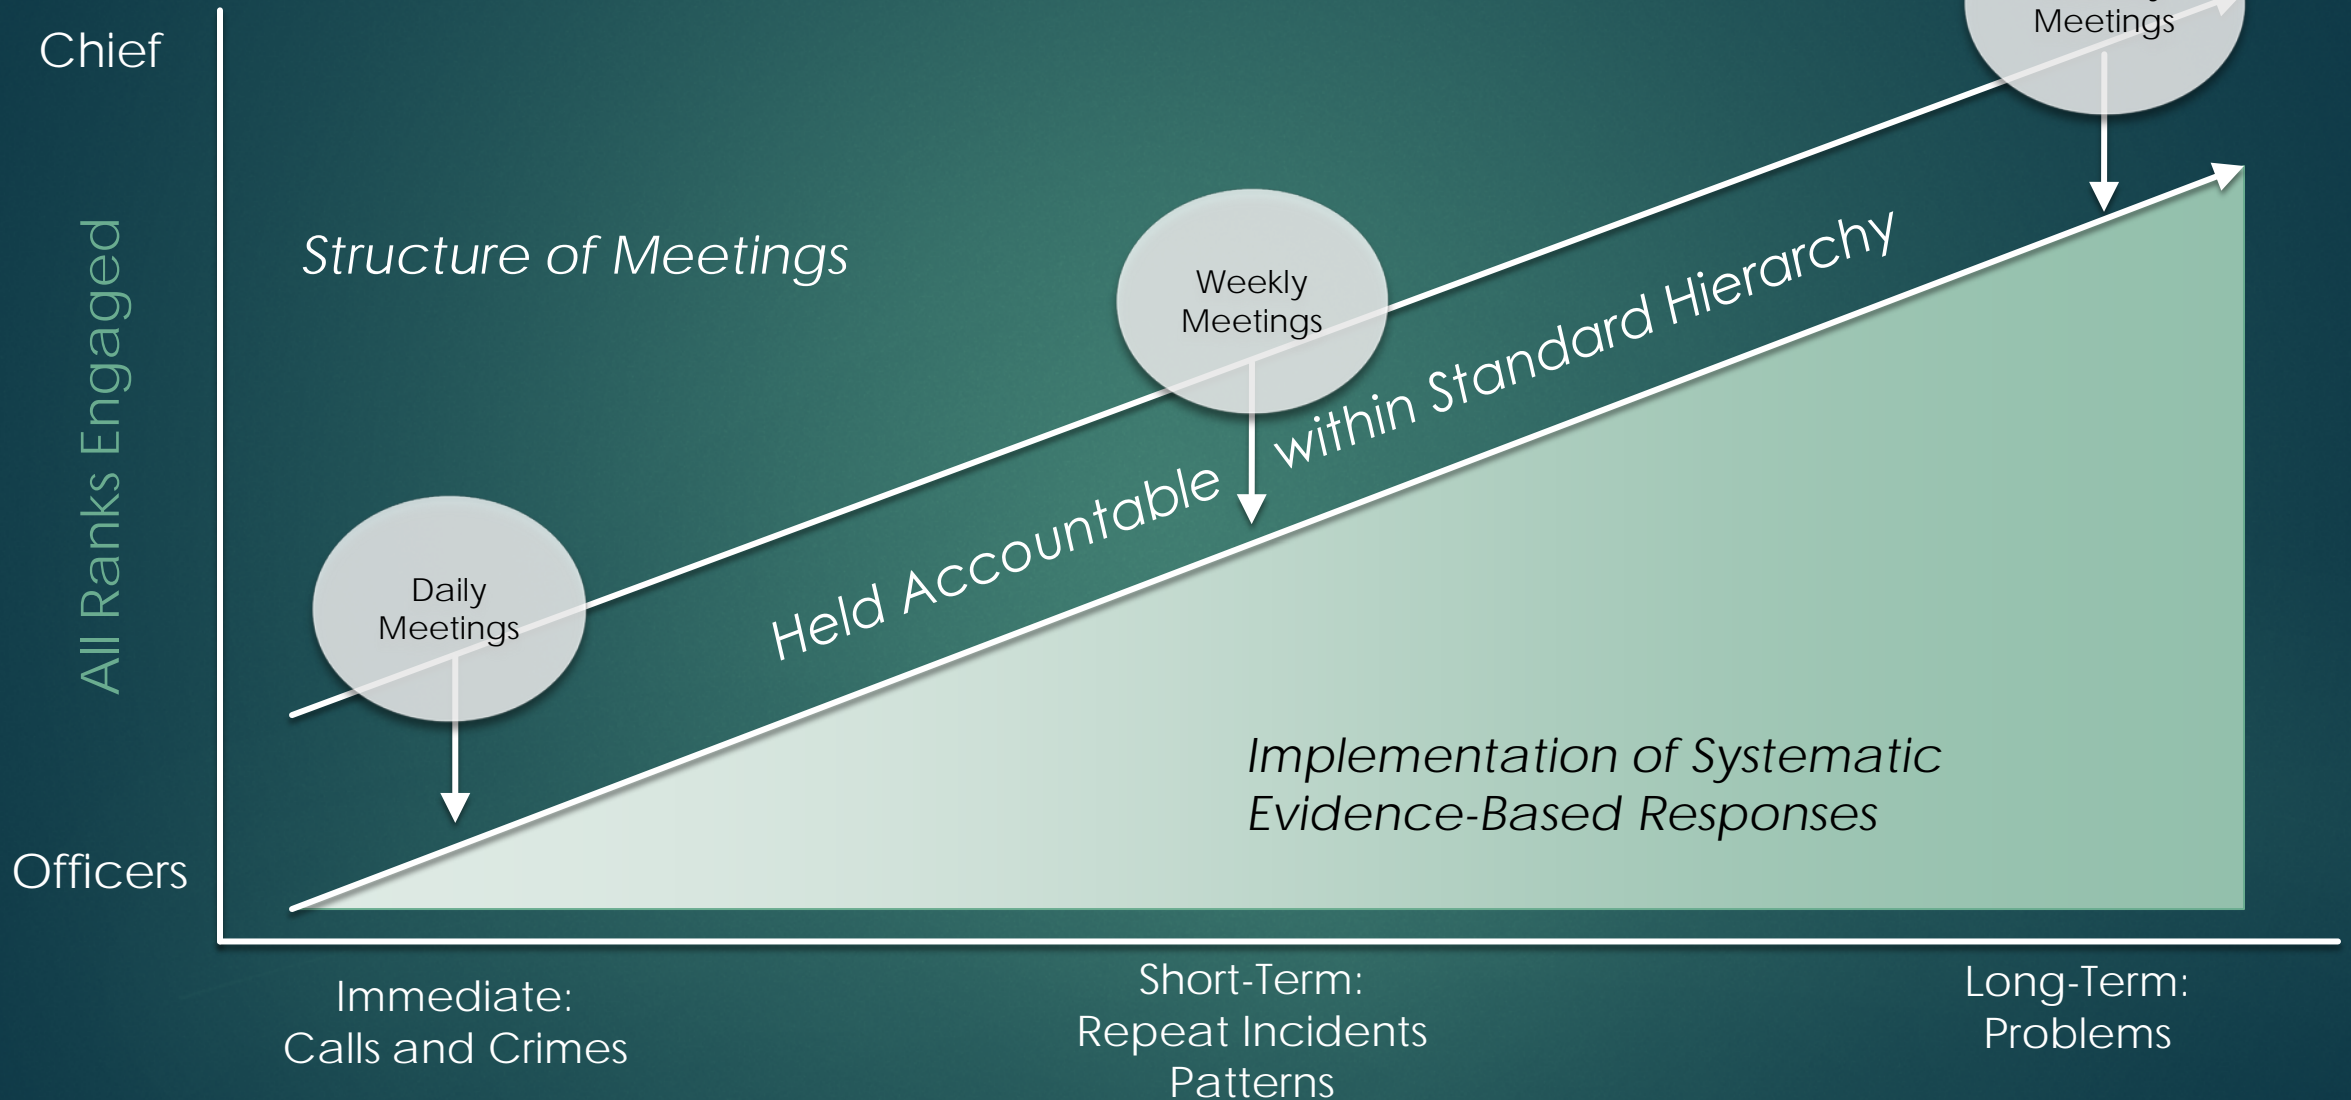 Meetings
Chief
Structure of Meetings
All Ranks Engaged
Weekly
Meetings
Held Accountable within Standard Hierarchy
Daily
Meetings
Implementation of Systematic
Evidence-Based Responses
Officers
Immediate:
Calls and Crimes
Short-Term:
Repeat Incidents
Patterns
Long-Term:
Problems